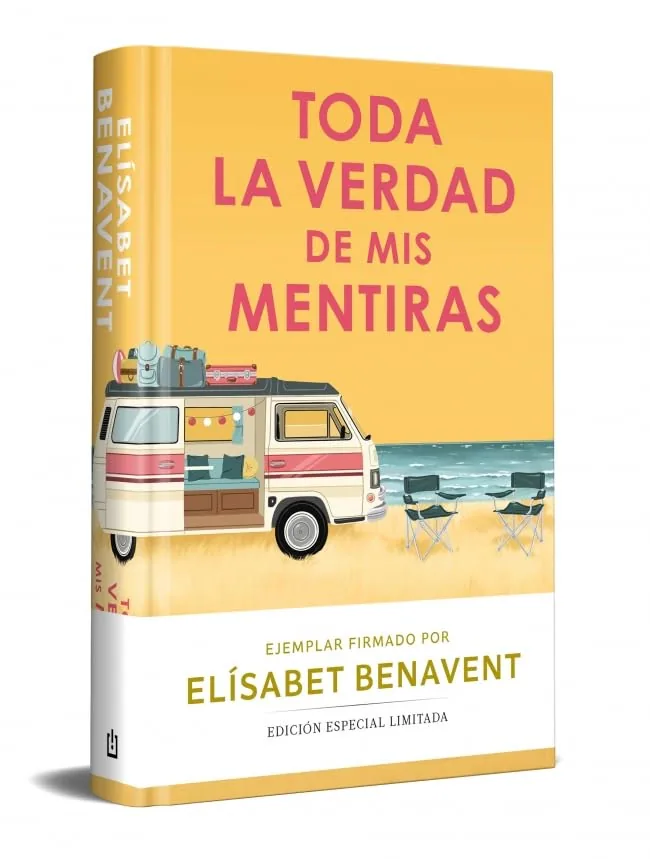 TODA
LA VERDAD
DE MIS
MENTIRAS
EJEMPLAR FIRMADO POR
ELÍSABET BENAVENT
EDICIÓN ESPECIAL LIMITADA
ELÍSABET
BENAVENT